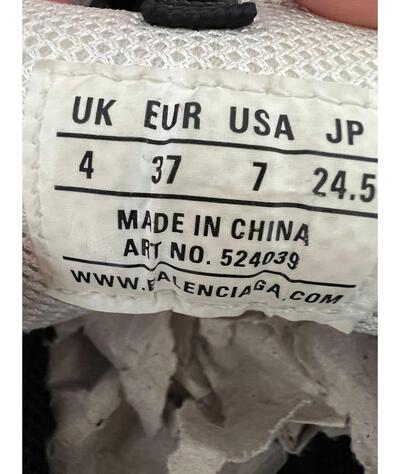 UK EUR USA JP
4 37 7 24.5
MADE IN CHINA
ART NO. 524039
WWW.BALENCIAGA.COM